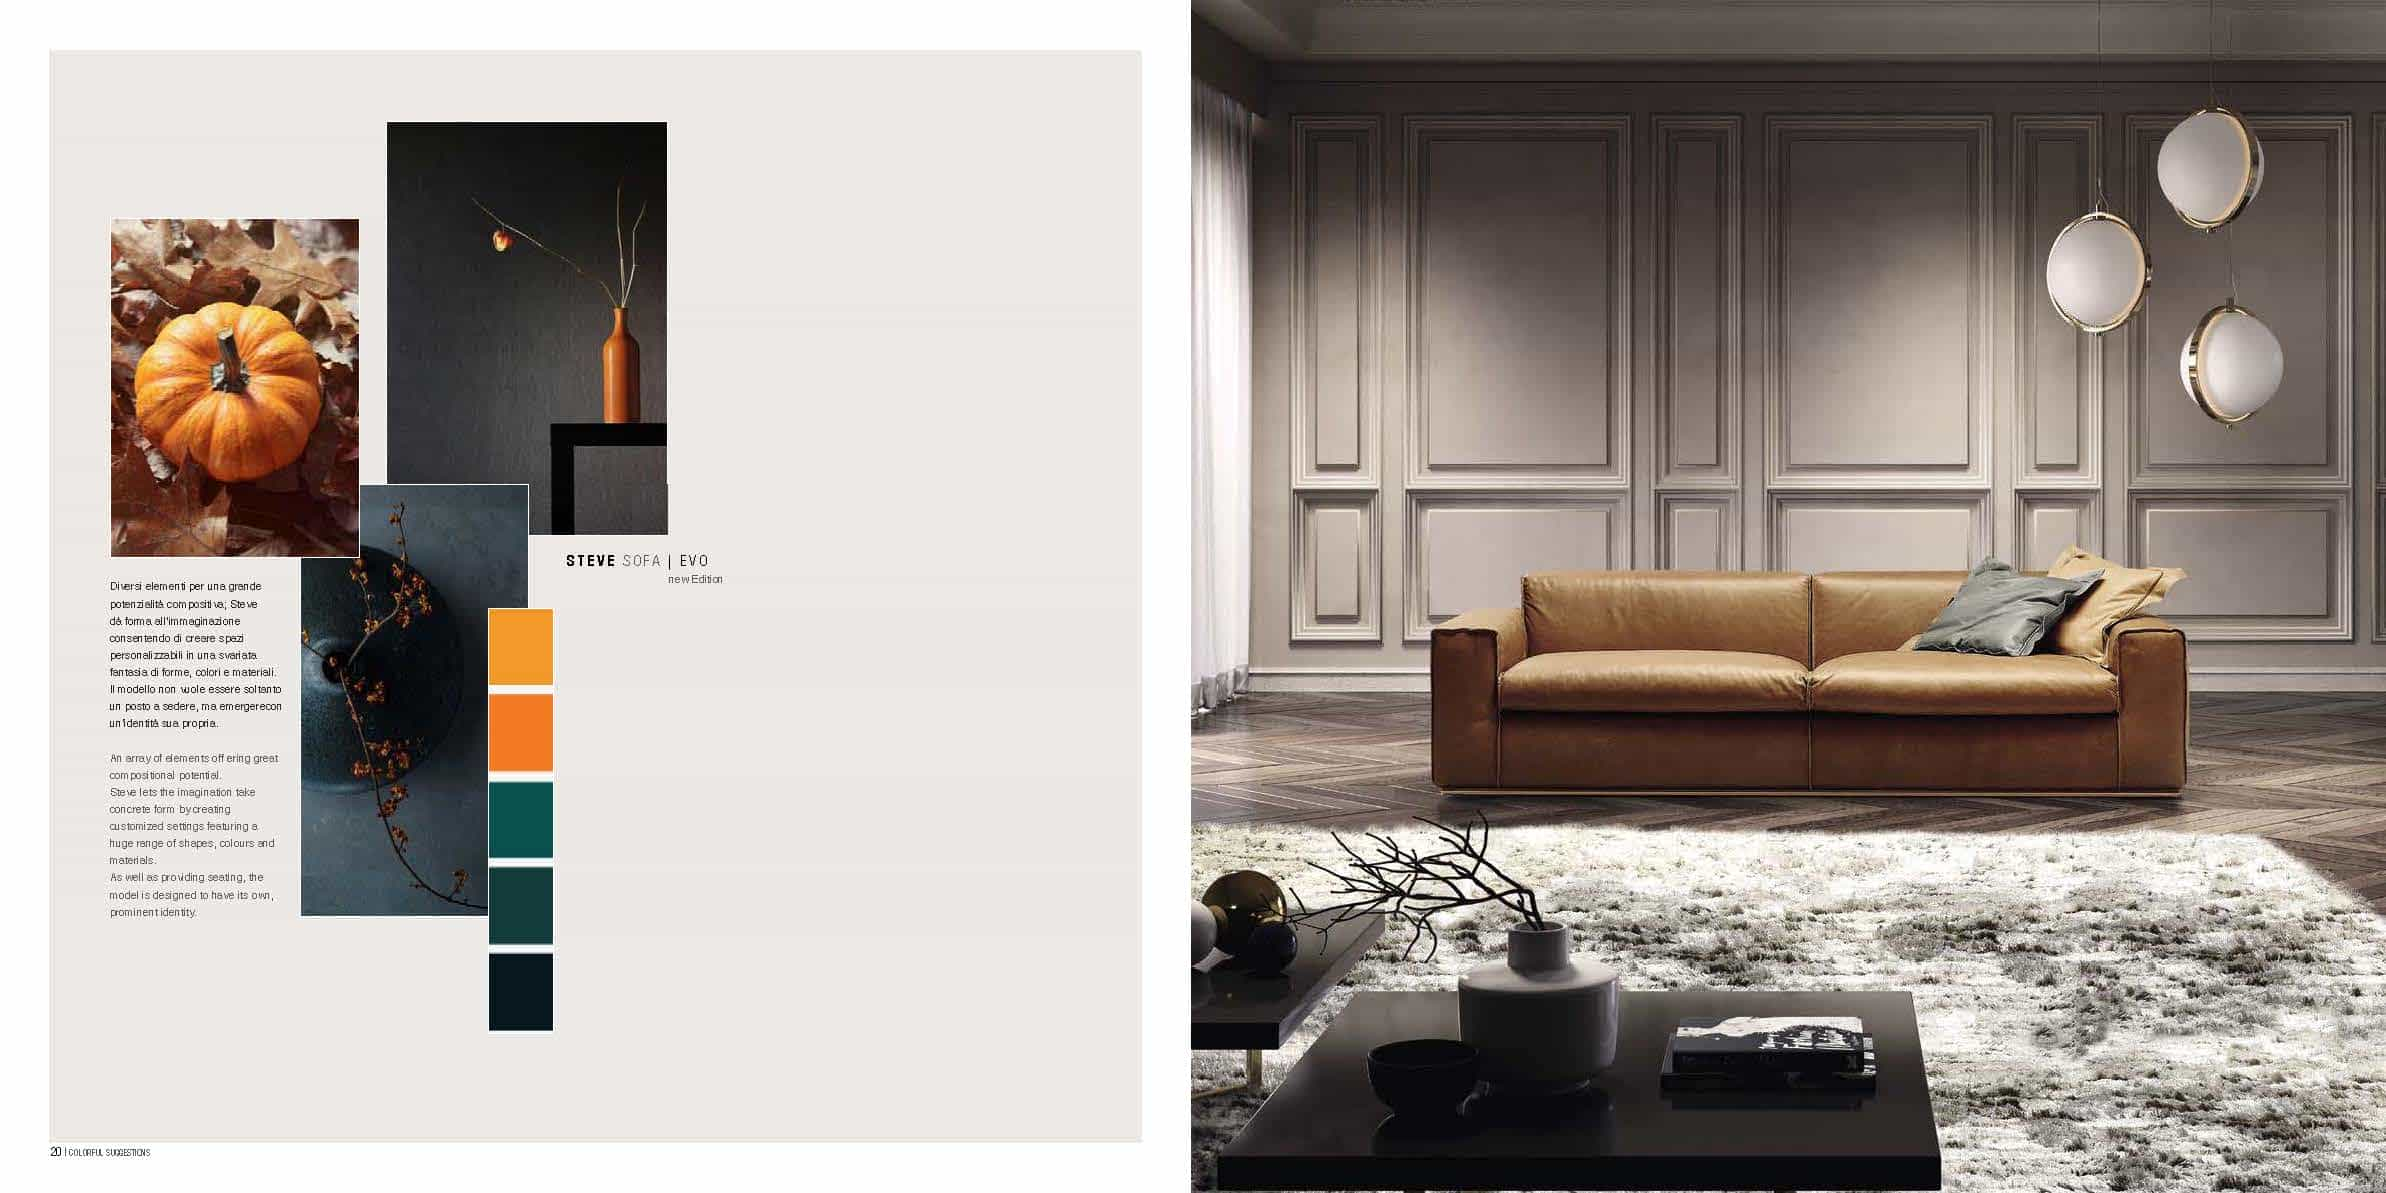 STEVE SOFA | EVO
new Edition
Diversi elementi per una grande
potenzialità compositiva; Steve
dà forma all'immaginazione
consentendo di creare spazi
personalizzabili in una svariata
fantasia di forme, colori e materiali.
Il modello non vuole essere soltanto
un posto a sedere, ma emergerecon
un'identità sua propria.
An array of elements offering great
compositional potential.
Steve lets the imagination take
concrete form by creating
customized settings featuring a
huge range of shapes, colours and
materials.
As well as providing seating, the
model is designed to have its own,
prominent identity.
20 | COLORFUL SUGGESTIONS